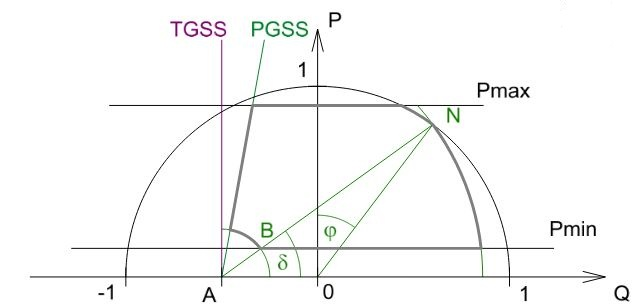 TGSS PGSS P
1
Pmax
N
B
φ
Pmin
δ
-1 A 0 1 Q